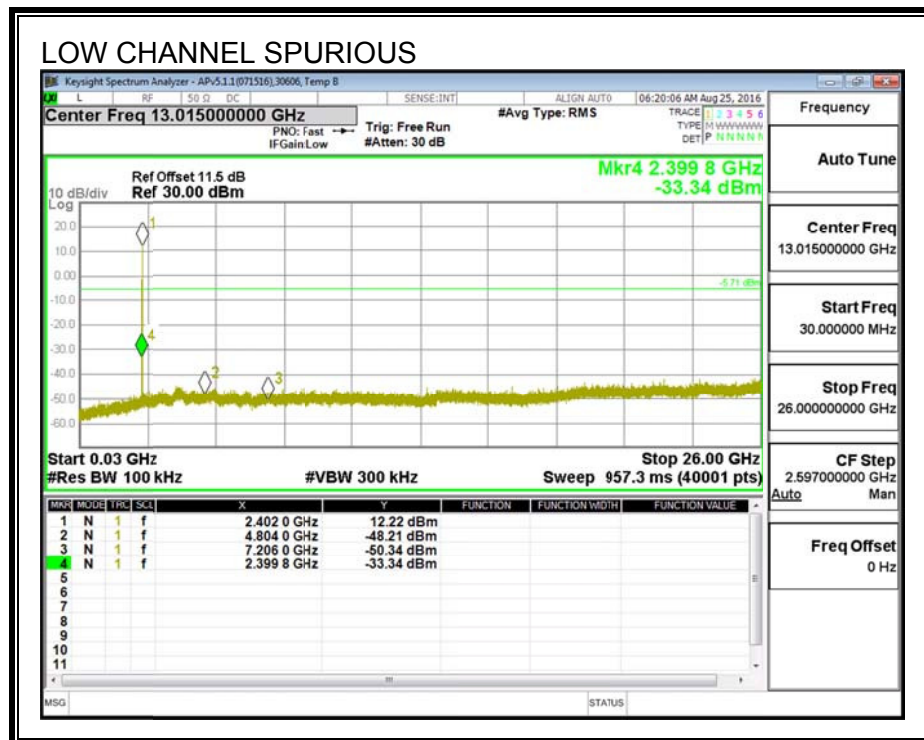 LOW CHANNEL SPURIOUS
Keysight Spectrum Analyzer - APv5.1.1(071516),30606, Temp B
L RF 50 Ω DC SENSE:INT ALIGN AUTO 06:20:06 AM Aug 25, 2016
Center Freq 13.015000000 GHz #Avg Type: RMS TRACE 1 2 3 4 5 6
PNO: Fast Trig: Free Run TYPE M WWWWW
IFGain:Low #Atten: 30 dB DET P N N N N N
Mkr4 2.399 8 GHz
Ref Offset 11.5 dB
10 dB/div Ref 30.00 dBm -33.34 dBm
Log
20.0
10.0
0.00
-10.0
-20.0
-30.0
-40.0
-50.0
-60.0
1
4
2
3
-5.71 dBm
Start 0.03 GHz Stop 26.00 GHz
#Res BW 100 kHz #VBW 300 kHz Sweep 957.3 ms (40001 pts)
MKR MODE TRC SCL X Y FUNCTION FUNCTION WIDTH FUNCTION VALUE
1 N 1 f 2.402 0 GHz 12.22 dBm
2 N 1 f 4.804 0 GHz -48.21 dBm
3 N 1 f 7.206 0 GHz -50.34 dBm
4 N 1 f 2.399 8 GHz -33.34 dBm
5
6
7
8
9
10
11
MSG STATUS
Frequency
Auto Tune
Center Freq
13.015000000 GHz
Start Freq
30.000000 MHz
Stop Freq
26.000000000 GHz
CF Step
2.597000000 GHz
Auto Man
Freq Offset
0 Hz